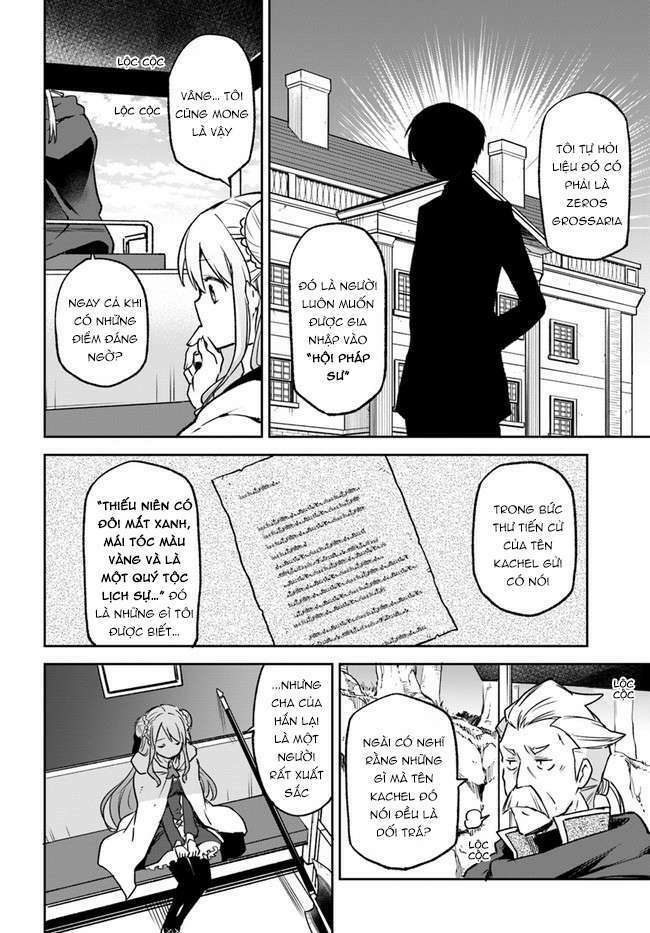 TÔI TỰ HỎI
LIỆU ĐÓ CÓ
PHẢI LÀ
ZEROS
GROSSARIA
ĐÓ LÀ NGƯỜI
LUÔN MUỐN
ĐƯỢC GIA
NHẬP VÀO
“HỘI PHÁP
SƯ”
LỘC CỘC
LỘC CỘC
VÂNG... TÔI
CŨNG MONG
LÀ VẬY
NGAY CẢ KHI
CÓ NHỮNG
ĐIỂM ĐÁNG
NGỜ?
TRONG BỨC
THƯ TIẾN CỬ
CỦA TÊN
KACHEL GỬI
CÓ NÓI!
“THIẾU NIÊN CÓ
ĐÔI MẮT XANH,
MÁI TÓC MÀU
VÀNG VÀ LÀ
MỘT QUÝ TỘC
LỊCH SỰ...” ĐÓ
LÀ NHỮNG GÌ TÔI
ĐƯỢC BIẾT...
LỘC
CỘC
NGÀI CÓ NGHĨ
RẰNG NHỮNG
GÌ MÀ TÊN
KACHEL ĐÓ
NÓI ĐỀU DỐI
TRÁ?
LỘC
CỘC
...NHƯNG
CHA CỦA
HẮN LẠI
LÀ MỘT
NGƯỜI
RẤT XUẤT
SẮC